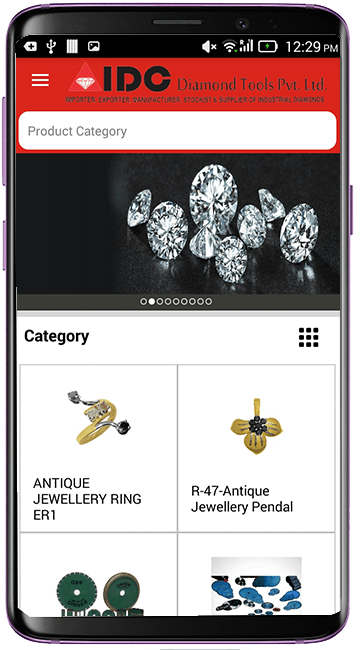 12:29 PM
IDC Diamond Tools Pvt. Ltd.
IMPORTER, EXPORTER, MANUFACTURER, STOCKIST & SUPPLIER OF INDUSTRIAL DIAMONDS
Product Category
Category
ANTIQUE
JEWELLERY RING
ER1
R-47-Antique
Jewellery Pendal